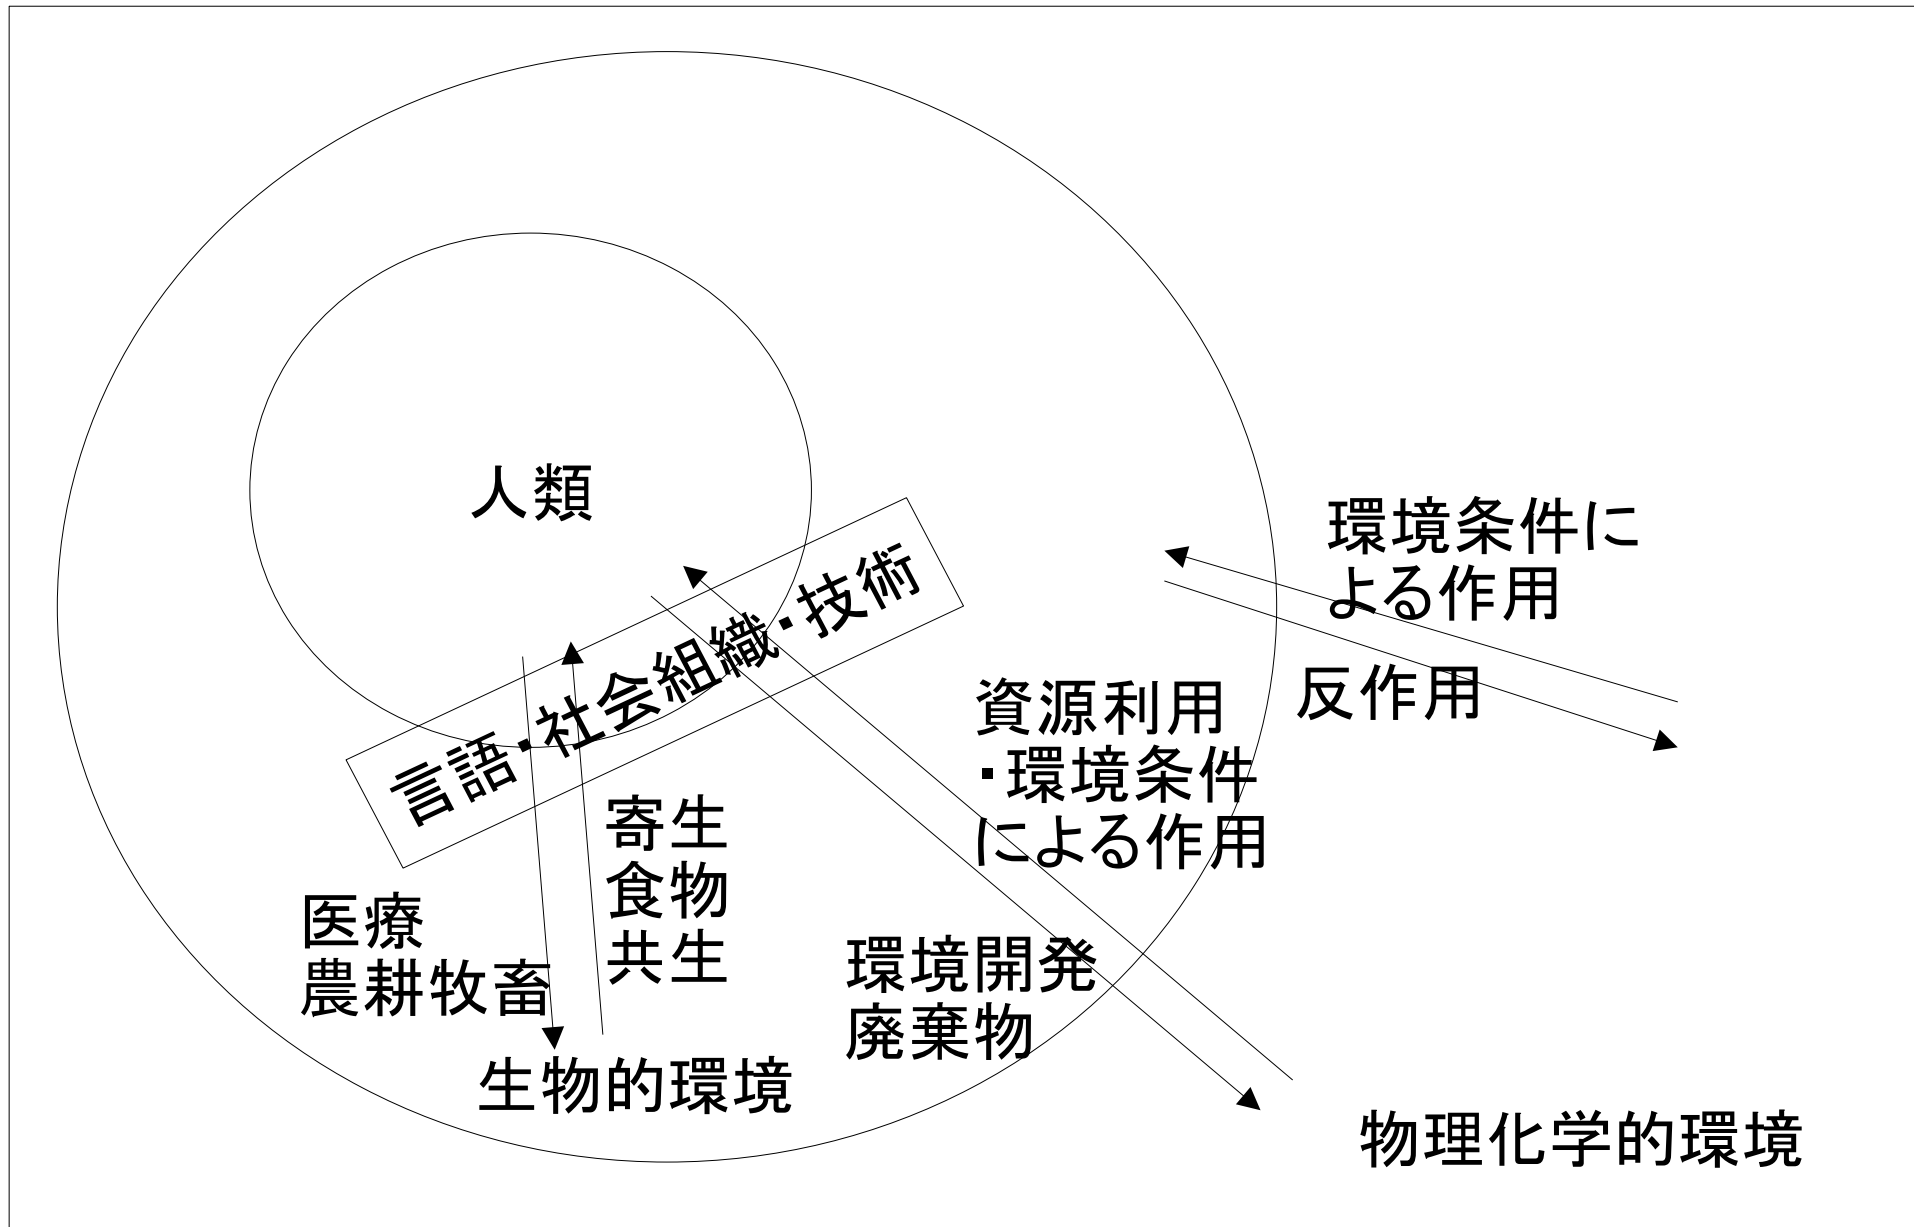 人類
言語・社会組織・技術
環境条件に
よる作用
反作用
資源利用
・環境条件
による作用
寄生
食物
共生
医療
農耕牧畜
環境開発
廃棄物
生物的環境
物理化学的環境